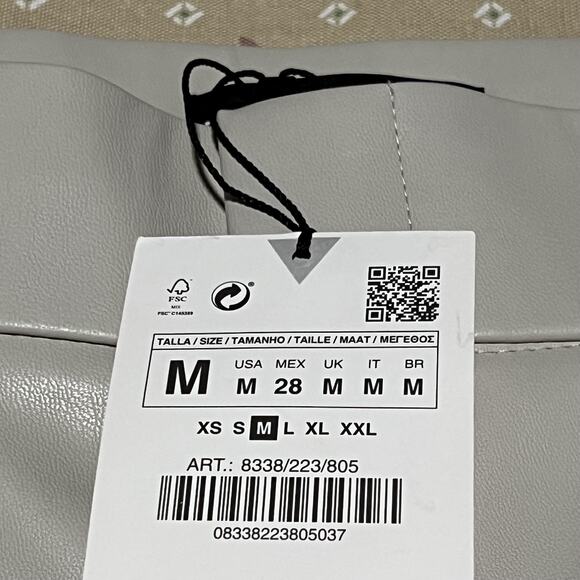 FSC
MIX
FSC® C145389
TALLA / SIZE / TAMANHO / TAILLE / MAAT / ΜΕΓΕΘΟΣ
M
USA MEX UK IT BR
M 28 M M M
XS S M L XL XXL
ART.: 8338/223/805
08338223805037